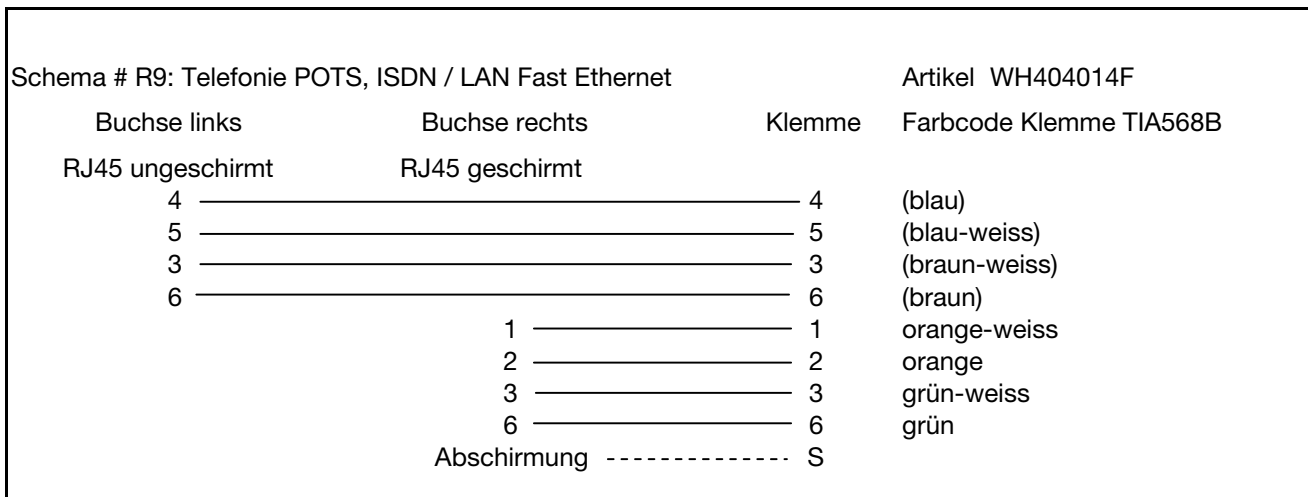 Schema # R9: Telefonie POTS, ISDN / LAN Fast Ethernet Artikel WH404014F
Buchse links Buchse rechts Klemme Farbcode Klemme TIA568B
RJ45 ungeschirmt RJ45 geschirmt
4 4 (blau)
5 5 (blau-weiss)
3 3 (braun-weiss)
6 6 (braun)
1 1 orange-weiss
2 2 orange
3 3 grün-weiss
6 6 grün
Abschirmung S